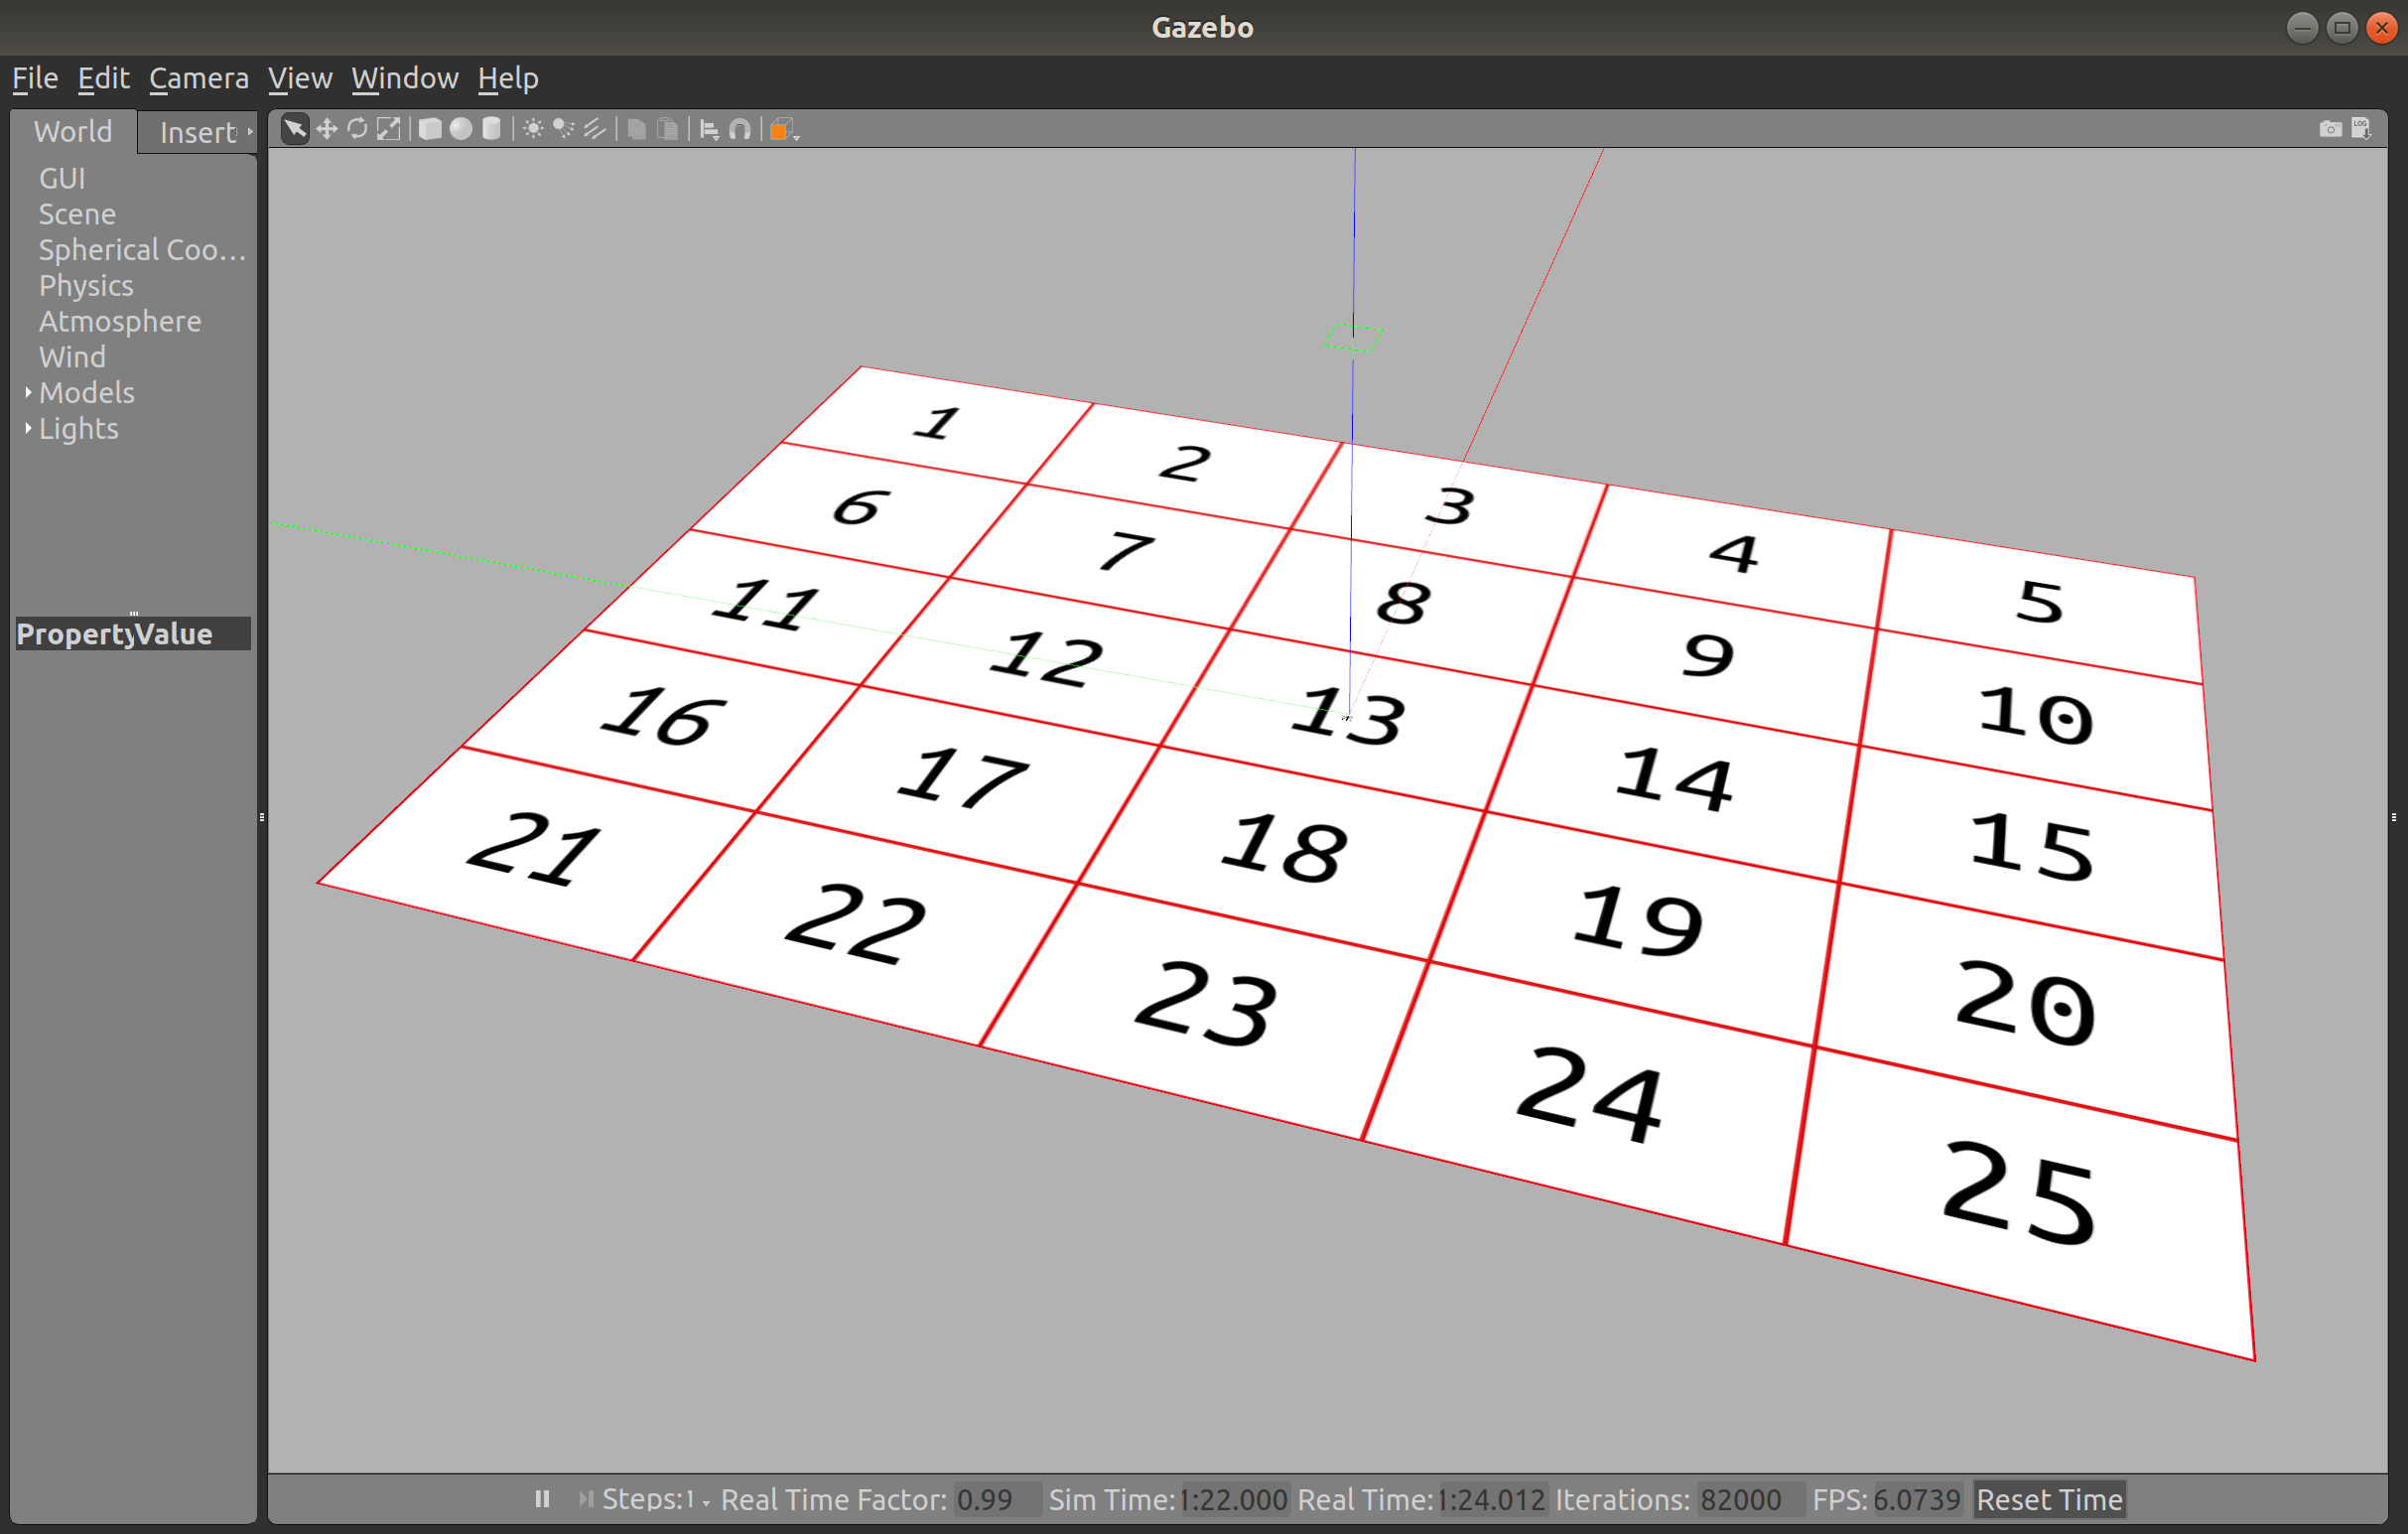 Gazebo
File Edit Camera View Window Help
World Insert
GUI
Scene
Spherical Coo...
Physics
Atmosphere
Wind
Models
Lights
Property Value
LOG
1
2
3
4
5
6
7
8
9
10
11
12
13
14
15
16
17
18
19
20
21
22
23
24
25
Steps: 1 Real Time Factor: 0.99 Sim Time: 1:22.000 Real Time: 1:24.012 Iterations: 82000 FPS: 6.0739 Reset Time